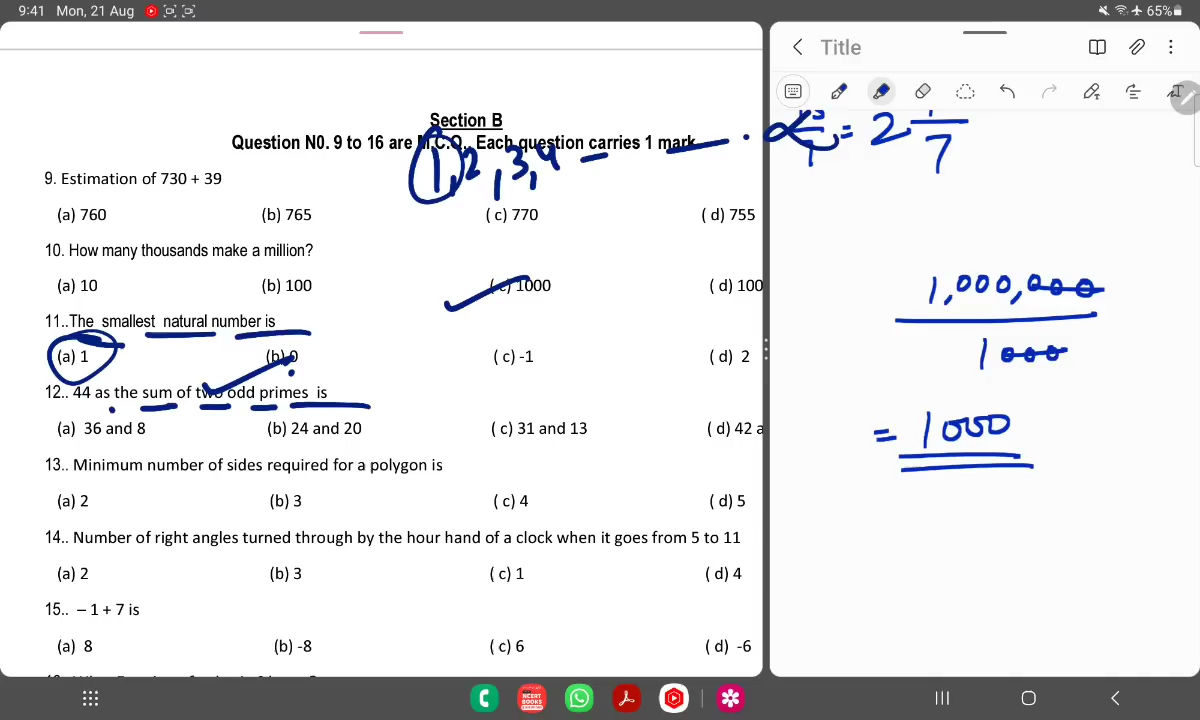 9:41 Mon, 21 Aug
65%
Section B
Question N0. 9 to 16 are M.C.Q.. Each question carries 1 mark
1, 2, 3, 4
9. Estimation of 730 + 39
(a) 760 (b) 765 ( c) 770 ( d) 755
10. How many thousands make a million?
(a) 10 (b) 100 ( c) 1000 ( d) 100
11..The smallest natural number is
(a) 1 (b) 0 ( c) -1 ( d) 2
12.. 44 as the sum of two odd primes is
(a) 36 and 8 (b) 24 and 20 ( c) 31 and 13 ( d) 42 a
13.. Minimum number of sides required for a polygon is
(a) 2 (b) 3 ( c) 4 ( d) 5
14.. Number of right angles turned through by the hour hand of a clock when it goes from 5 to 11
(a) 2 (b) 3 ( c) 1 ( d) 4
15.. – 1 + 7 is
(a) 8 (b) -8 ( c) 6 ( d) -6
Title
= 2 1/7
1,000,000
1000
= 1000
NCERT
BOOKS